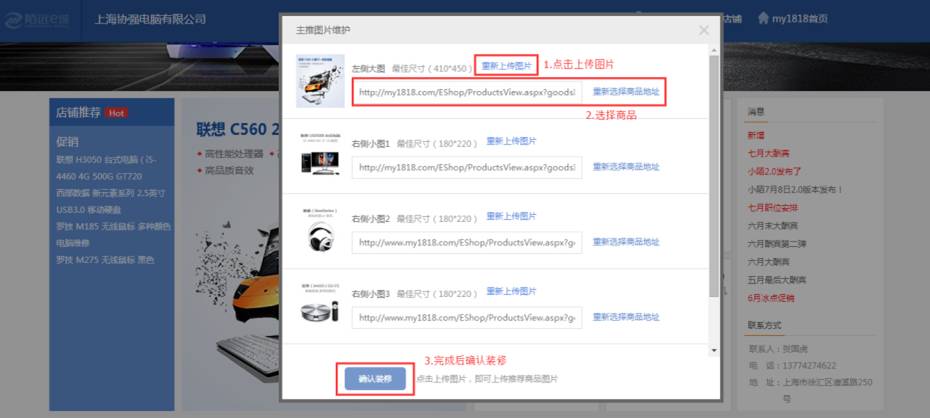 陌远e援
上海协强电脑有限公司
店铺
my1818首页
主推图片维护
左侧大图 最佳尺寸（410*450） 重新上传图片
1.点击上传图片
http://my1818.com/EShop/ProductsView.aspx?goodsI
重新选择商品地址
2.选择商品
右侧小图1 最佳尺寸（180*220） 重新上传图片
http://my1818.com/EShop/ProductsView.aspx?goodsI
重新选择商品地址
右侧小图2 最佳尺寸（180*220） 重新上传图片
http://www.my1818.com/EShop/ProductsView.aspx?gc
重新选择商品地址
右侧小图3 最佳尺寸（180*220） 重新上传图片
http://www.my1818.com/EShop/ProductsView.aspx?gc
重新选择商品地址
3.完成后确认装修
确认装修
点击上传图片，即可上传推荐商品图片
店铺推荐 Hot
促销
联想 H3050 台式电脑（i5-
4460 4G 500G GT720
西部数据 新元素系列 2.5英寸
USB3.0 移动硬盘
罗技 M185 无线鼠标 多种颜色
电脑维修
罗技 M275 无线鼠标 黑色
联想 C560 2
高性能处理器
高品质音效
消息
新增
七月大酬宾
小陌2.0发布了
小陌7月8日2.0版本发布！
七月职位安排
六月末大酬宾
六月酬宾第二弹
六月大酬宾
五月最后大酬宾
6月冰点促销
联系方式
联系人：贺国虎
电 话：13774274622
地 址：上海市徐汇区漕溪路250
号